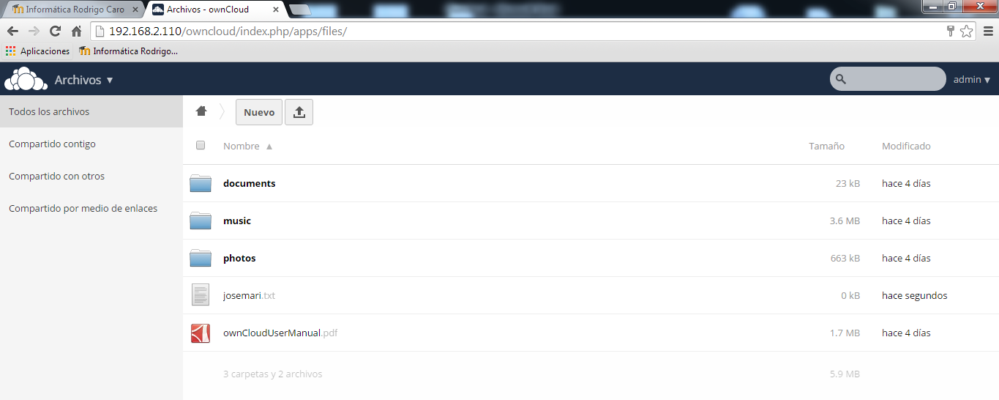 Informática Rodrigo Caro
Archivos - ownCloud
192.168.2.110/owncloud/index.php/apps/files/
Aplicaciones Informática Rodrigo...
Archivos ▼ admin ▼
Todos los archivos
Compartido contigo
Compartido con otros
Compartido por medio de enlaces
Nuevo
Nombre ▲ Tamaño Modificado
documents 23 kB hace 4 días
music 3.6 MB hace 4 días
photos 663 kB hace 4 días
josemari.txt 0 kB hace segundos
ownCloudUserManual.pdf 1.7 MB hace 4 días
3 carpetas y 2 archivos 5.9 MB